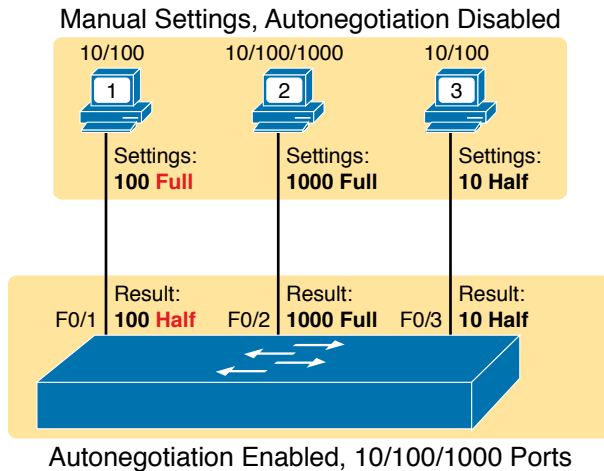 Manual Settings, Autonegotiation Disabled
10/100 10/100/1000 10/100
1 2 3
Settings: Settings: Settings:
100 Full 1000 Full 10 Half
Result: Result: Result:
F0/1 100 Half F0/2 1000 Full F0/3 10 Half
Autonegotiation Enabled, 10/100/1000 Ports